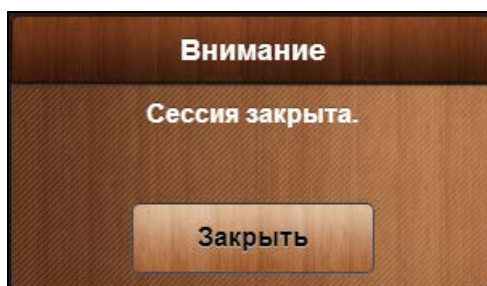 Внимание
Сессия закрыта.
Закрыть